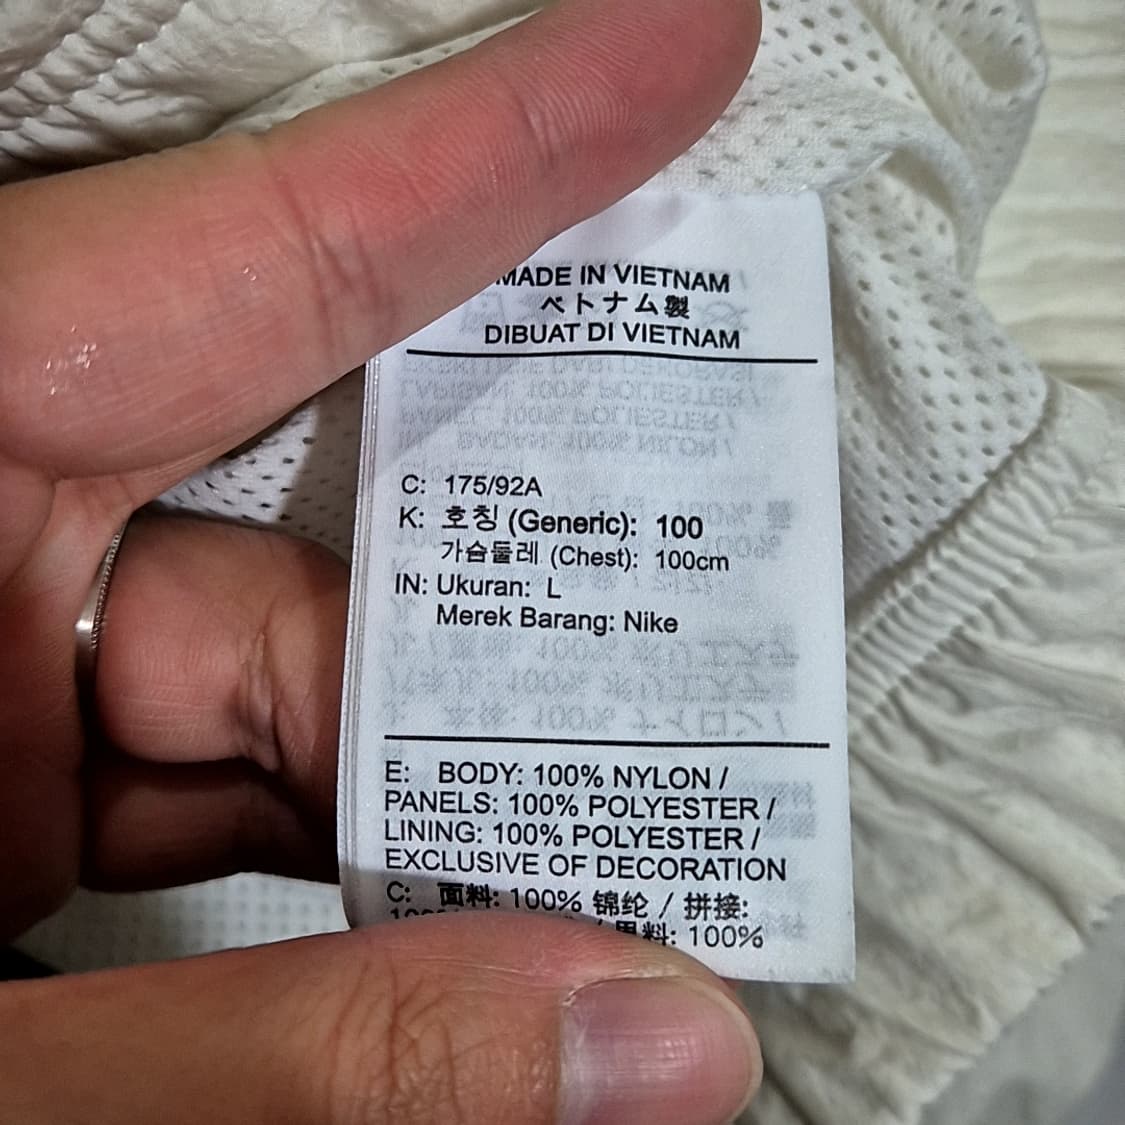 MADE IN VIETNAM /
ベトナム製
DIBUAT DI VIETNAM
C: 175/92A
K: 호칭 (Generic): 100
가슴둘레 (Chest): 100cm
IN: Ukuran: L
Merek Barang: Nike
E: BODY: 100% NYLON /
PANELS: 100% POLYESTER /
LINING: 100% POLYESTER /
EXCLUSIVE OF DECORATION
C: 面料: 100% 锦纶 / 拼接:
100% / 里料: 100%